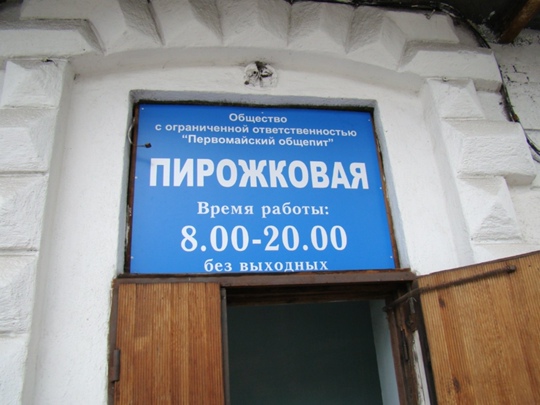 Общество
с ограниченной ответственностью
"Первомайский общепит"
ПИРОЖКОВАЯ
Время работы:
8.00-20.00
без выходных